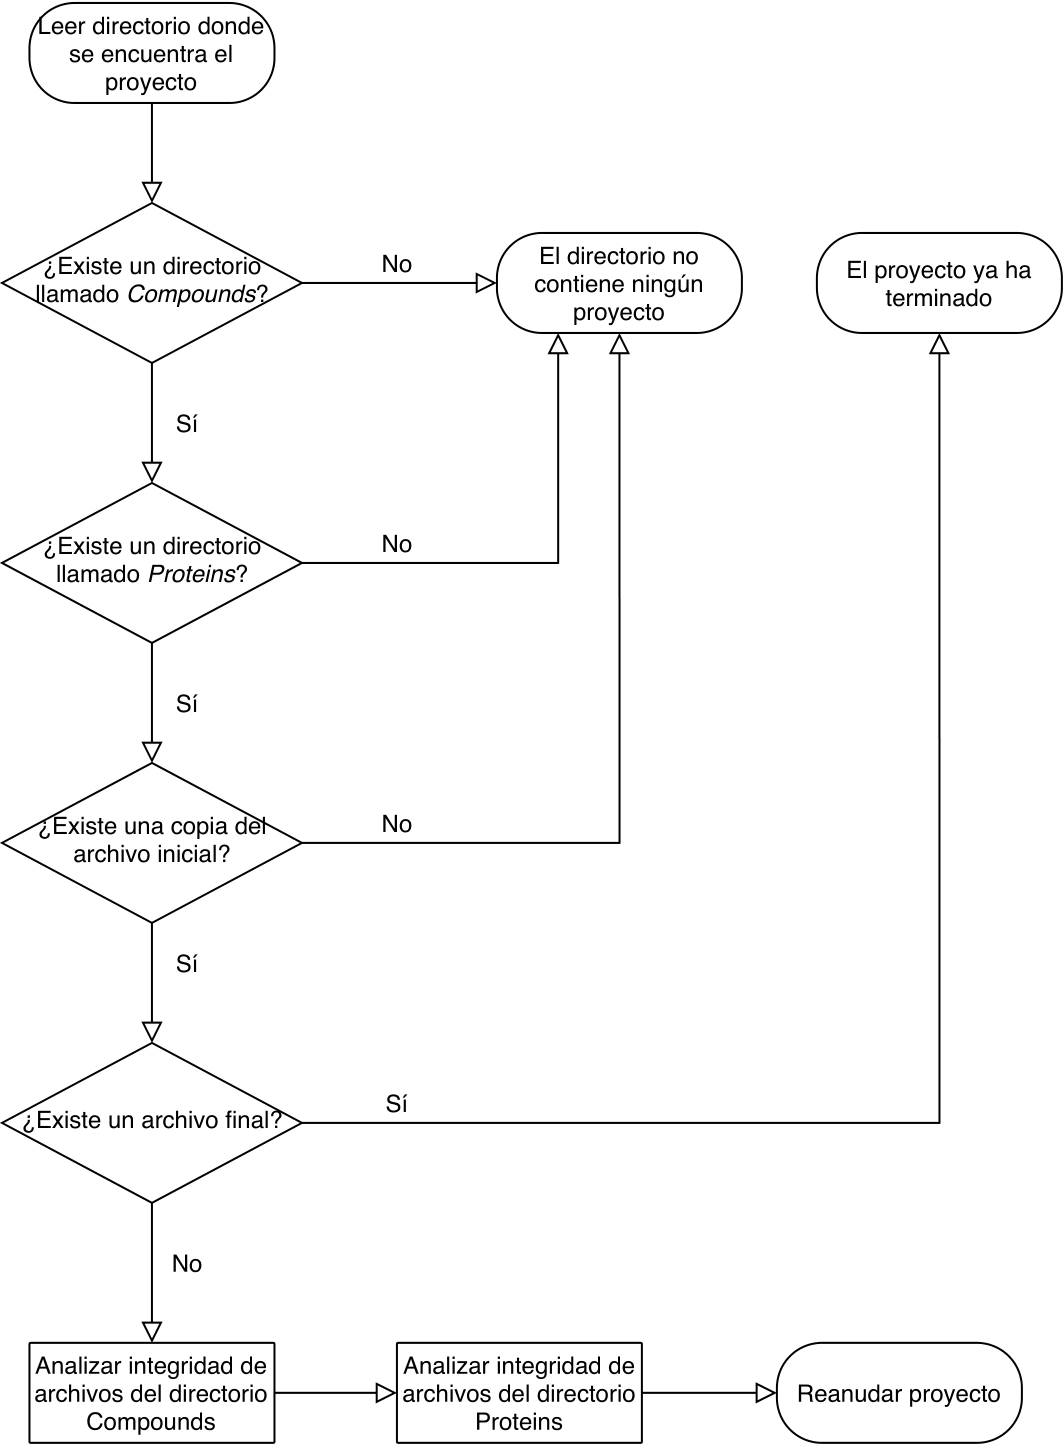 Leer directorio donde
se encuentra el
proyecto
¿Existe un directorio
llamado Compounds?
No
El directorio no
contiene ningún
proyecto
El proyecto ya ha
terminado
Sí
¿Existe un directorio
llamado Proteins?
No
Sí
¿Existe una copia del
archivo inicial?
No
Sí
¿Existe un archivo final?
Sí
No
Analizar integridad de
archivos del directorio
Compounds
Analizar integridad de
archivos del directorio
Proteins
Reanudar proyecto